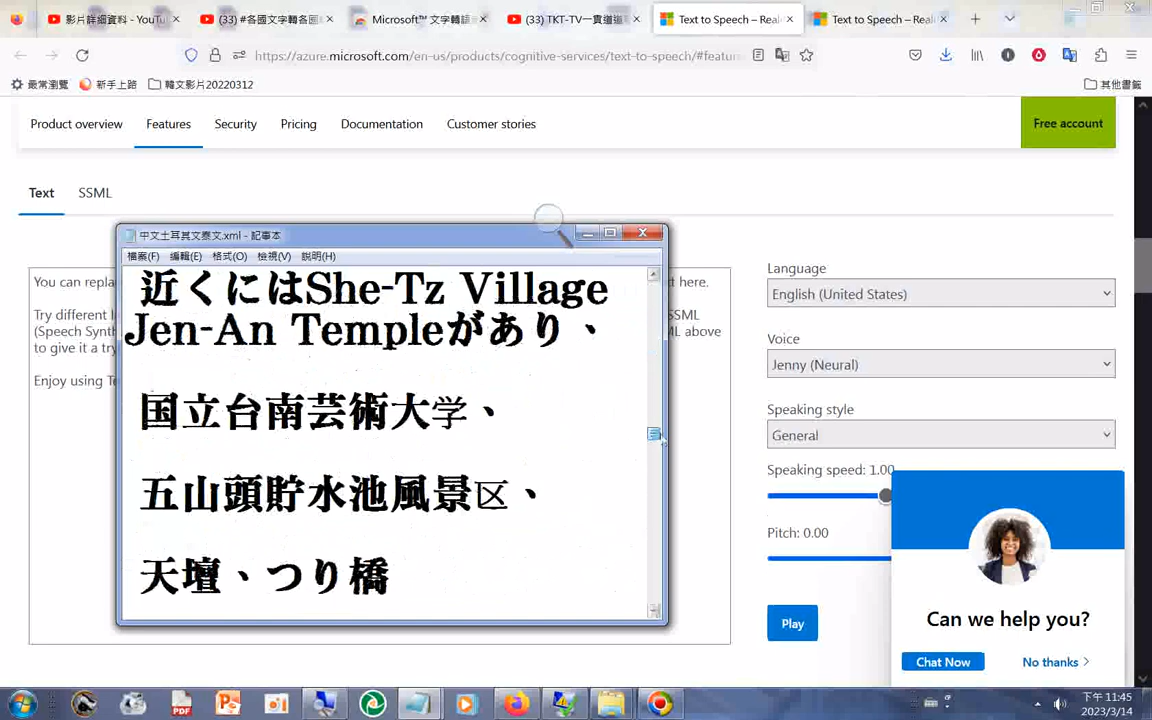 影片詳細資料 - YouTu
(33) #各國文字轉各國
Microsoft™ 文字轉語
(33) TKT-TV一貫道
Text to Speech – Real
Text to Speech – Real
https://azure.microsoft.com/en-us/products/cognitive-services/text-to-speech/#featur
最常瀏覽
新手上路
韓文影片20220312
其他書籤
Product overview
Features
Security
Pricing
Documentation
Customer stories
Free account
Text
SSML
中文土耳其文泰文.xml - 記事本
檔案(F)
編輯(E)
格式(O)
檢視(V)
說明(H)
You can repla
t here.
Try different l
SSML
(Speech Synth
ML above
to give it a try
Enjoy using Te
近くにはShe-Tz Village
Jen-An Templeがあり、
国立台南芸術大学、
五山頭貯水池風景区、
天壇、つり橋
Language
English (United States)
Voice
Jenny (Neural)
Speaking style
General
Speaking speed: 1.00
Pitch: 0.00
Play
Can we help you?
Chat Now
No thanks
下午 11:45
2023/3/14